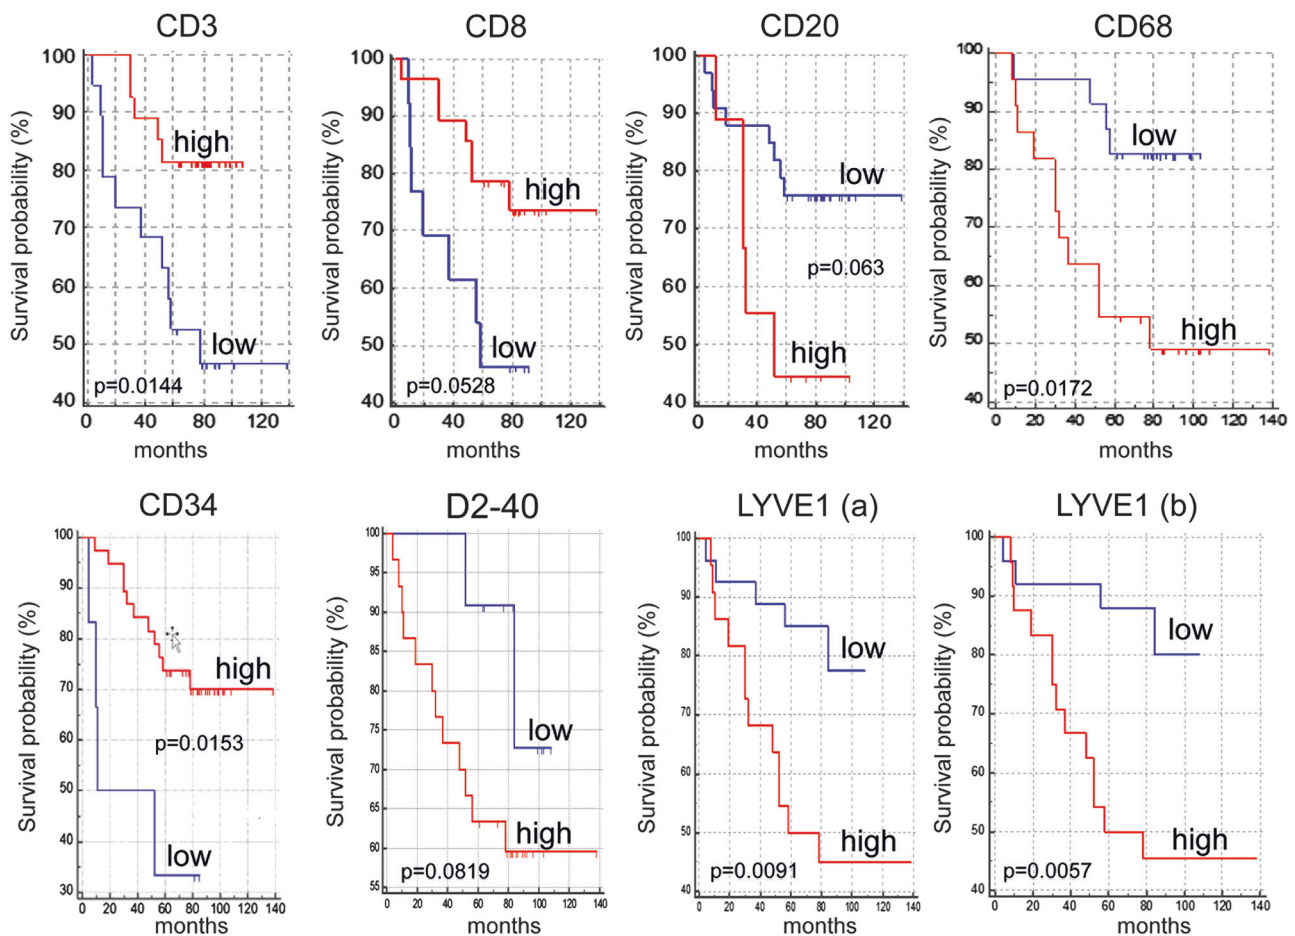 CD3 CD8 CD20 CD68
Survival probability (%)
100
90
80
70
60
50
40
high
low
p=0.0144
0 40 80 120
months
Survival probability (%)
100
90
80
70
60
50
40
high
low
p=0.0528
0 40 80 120
months
Survival probability (%)
100
90
80
70
60
50
40
low
p=0.063
high
0 40 80 120
months
Survival probability (%)
100
90
80
70
60
50
40
low
high
p=0.0172
0 20 40 60 80 100 120 140
months
CD34 D2-40 LYVE1 (a) LYVE1 (b)
Survival probability (%)
100
90
80
70
60
50
40
30
high
p=0.0153
low
0 20 40 60 80 100 120 140
months
Survival probability (%)
100
95
90
85
80
75
70
65
60
55
low
high
p=0.0819
0 20 40 60 80 100 120 140
months
Survival probability (%)
100
90
80
70
60
50
40
low
high
p=0.0091
0 20 40 60 80 100 120 140
months
Survival probability (%)
100
90
80
70
60
50
40
low
high
p=0.0057
0 20 40 60 80 100 120 140
months